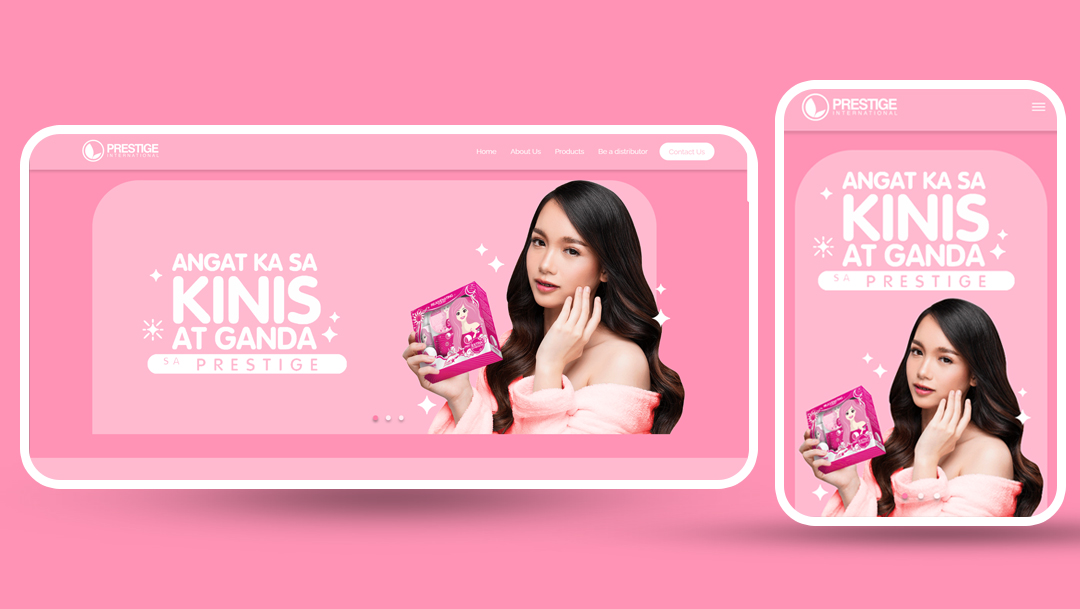 PRESTIGE
INTERNATIONAL
Home About Us Products Be a distributor Contact Us
ANGAT KA SA
KINIS
AT GANDA
SA PRESTIGE
PRESTIGE
INTERNATIONAL
ANGAT KA SA
KINIS
AT GANDA
SA PRESTIGE